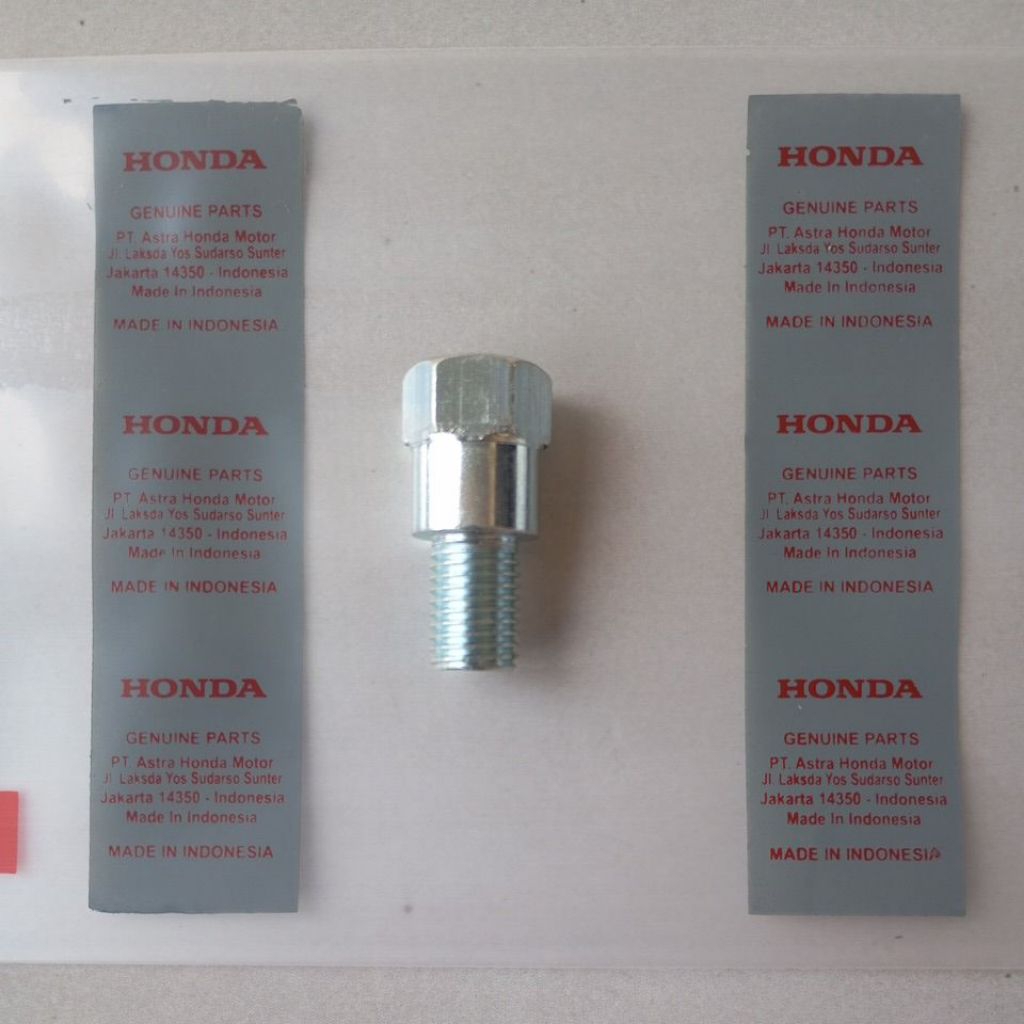 HONDA
GENUINE PARTS
PT. Astra Honda Motor
Jl. Laksda Yos Sudarso Sunter
Jakarta 14350 - Indonesia
Made In Indonesia
MADE IN INDONESIA
HONDA
GENUINE PARTS
PT. Astra Honda Motor
Jl. Laksda Yos Sudarso Sunter
Jakarta 14350 - Indonesia
Made In Indonesia
MADE IN INDONESIA
HONDA
GENUINE PARTS
PT. Astra Honda Motor
Jl. Laksda Yos Sudarso Sunter
Jakarta 14350 - Indonesia
Made In Indonesia
MADE IN INDONESIA
HONDA
GENUINE PARTS
PT. Astra Honda Motor
Jl. Laksda Yos Sudarso Sunter
Jakarta 14350 - Indonesia
Made In Indonesia
MADE IN INDONESIA
HONDA
GENUINE PARTS
PT. Astra Honda Motor
Jl. Laksda Yos Sudarso Sunter
Jakarta 14350 - Indonesia
Made In Indonesia
MADE IN INDONESIA
HONDA
GENUINE PARTS
PT. Astra Honda Motor
Jl. Laksda Yos Sudarso Sunter
Jakarta 14350 - Indonesia
Made In Indonesia
MADE IN INDONESIA